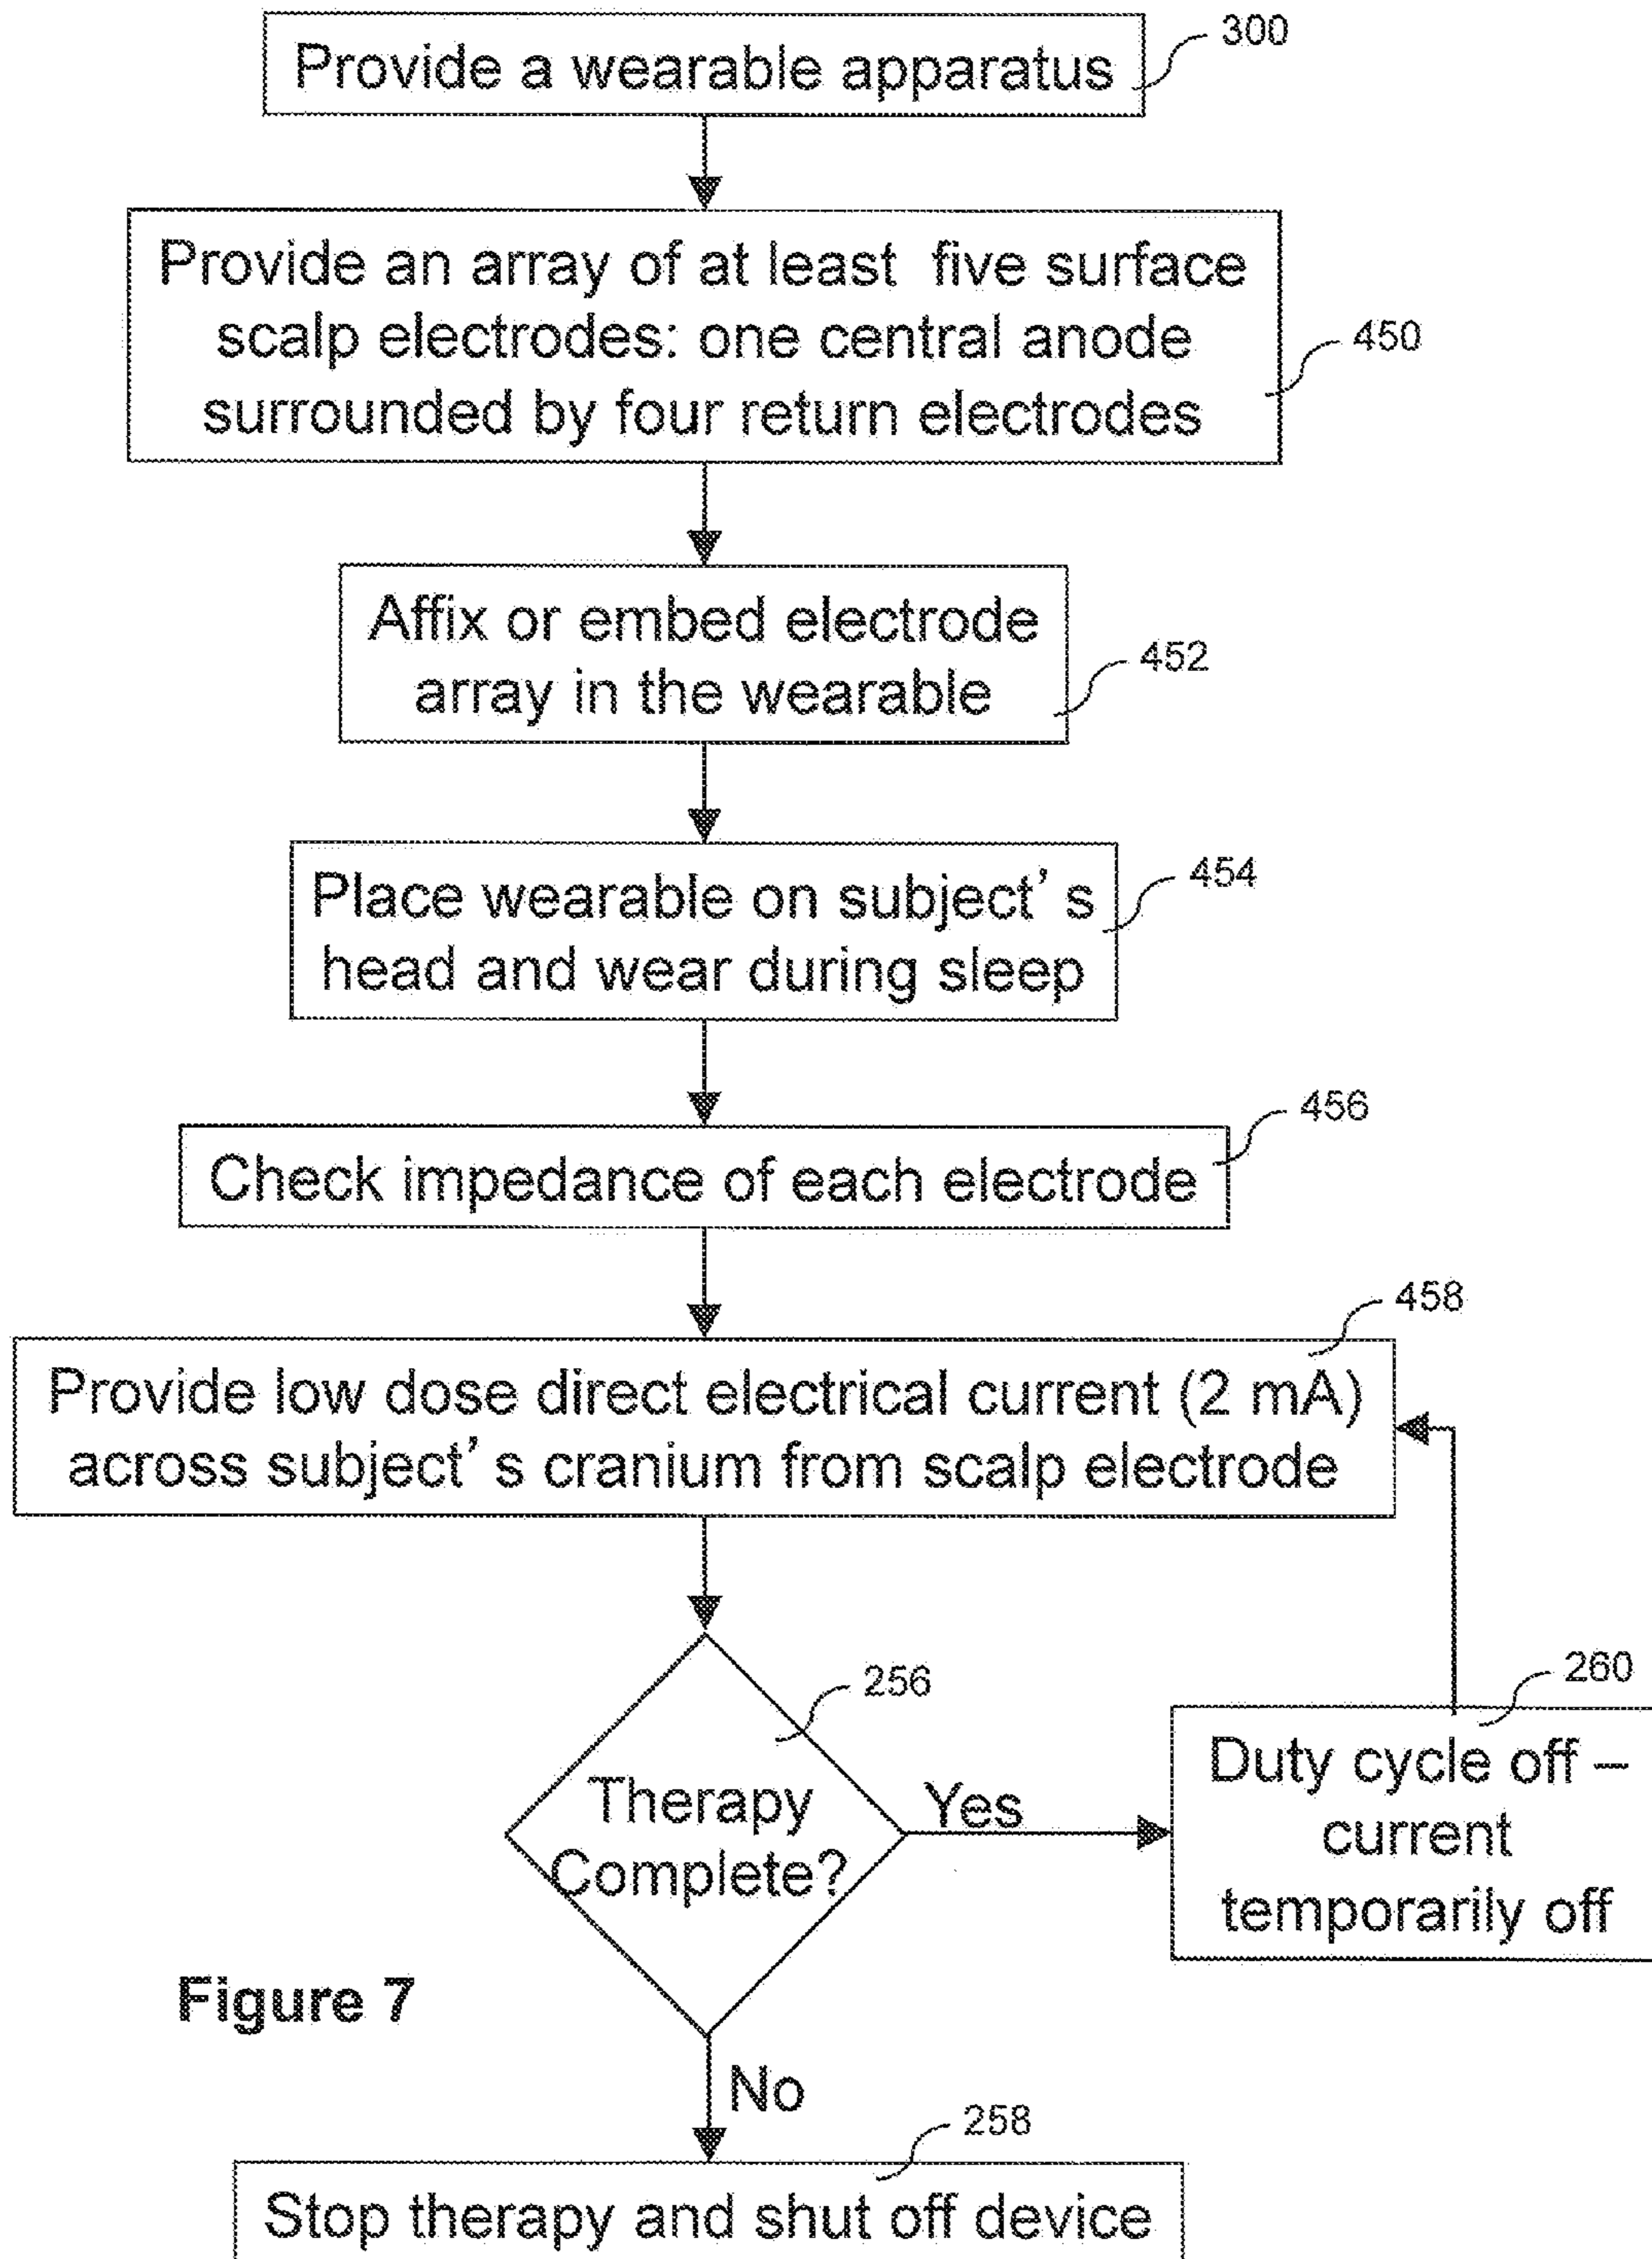 Provide a wearable apparatus
300
Provide an array of at least five surface
scalp electrodes: one central anode
surrounded by four return electrodes
450
Affix or embed electrode
array in the wearable
452
Place wearable on subject's
head and wear during sleep
454
Check impedance of each electrode
456
458
Provide low dose direct electrical current (2 mA)
across subject's cranium from scalp electrode
256
Therapy
Complete?
Yes
260
Duty cycle off –
current
temporarily off
Figure 7
No
258
Stop therapy and shut off device